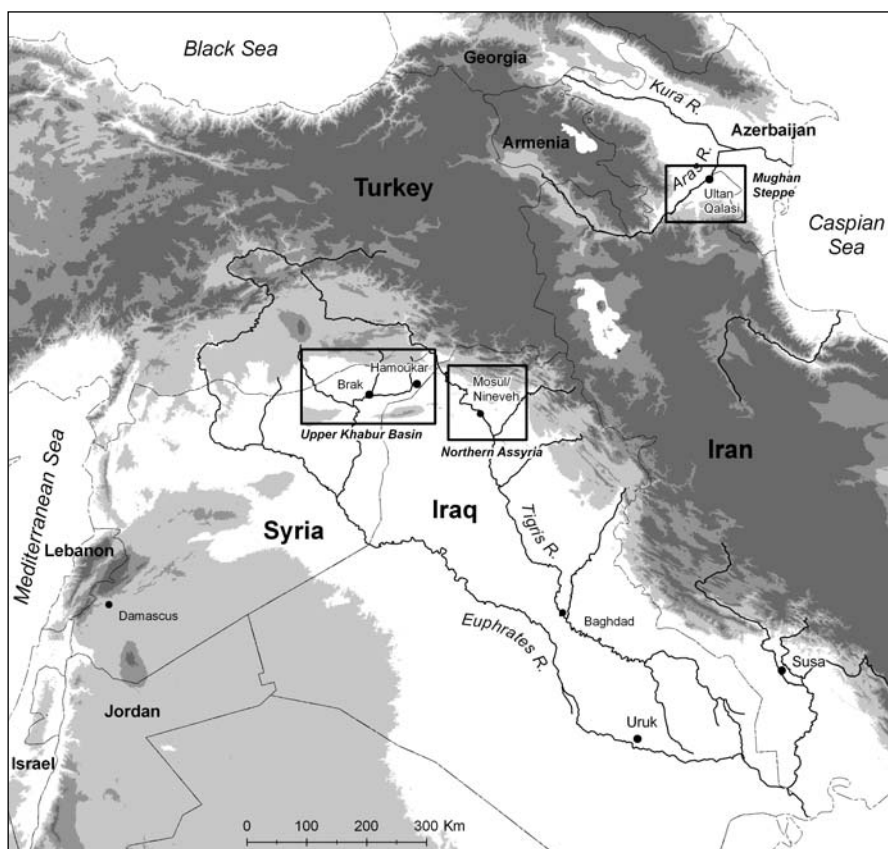 Black Sea
Georgia
Kura R.
Azerbaijan
Armenia
Aras R.
Mughan
Steppe
Ultan
Qalasi
Turkey
Caspian
Sea
Hamoukar
Brak
Mosul/
Nineveh
Upper Khabur Basin
Northern Assyria
Iran
Mediterranean Sea
Syria
Iraq
Tigris R.
Lebanon
Damascus
Euphrates R.
Baghdad
Susa
Jordan
Uruk
Israel
0 100 200 300 Km